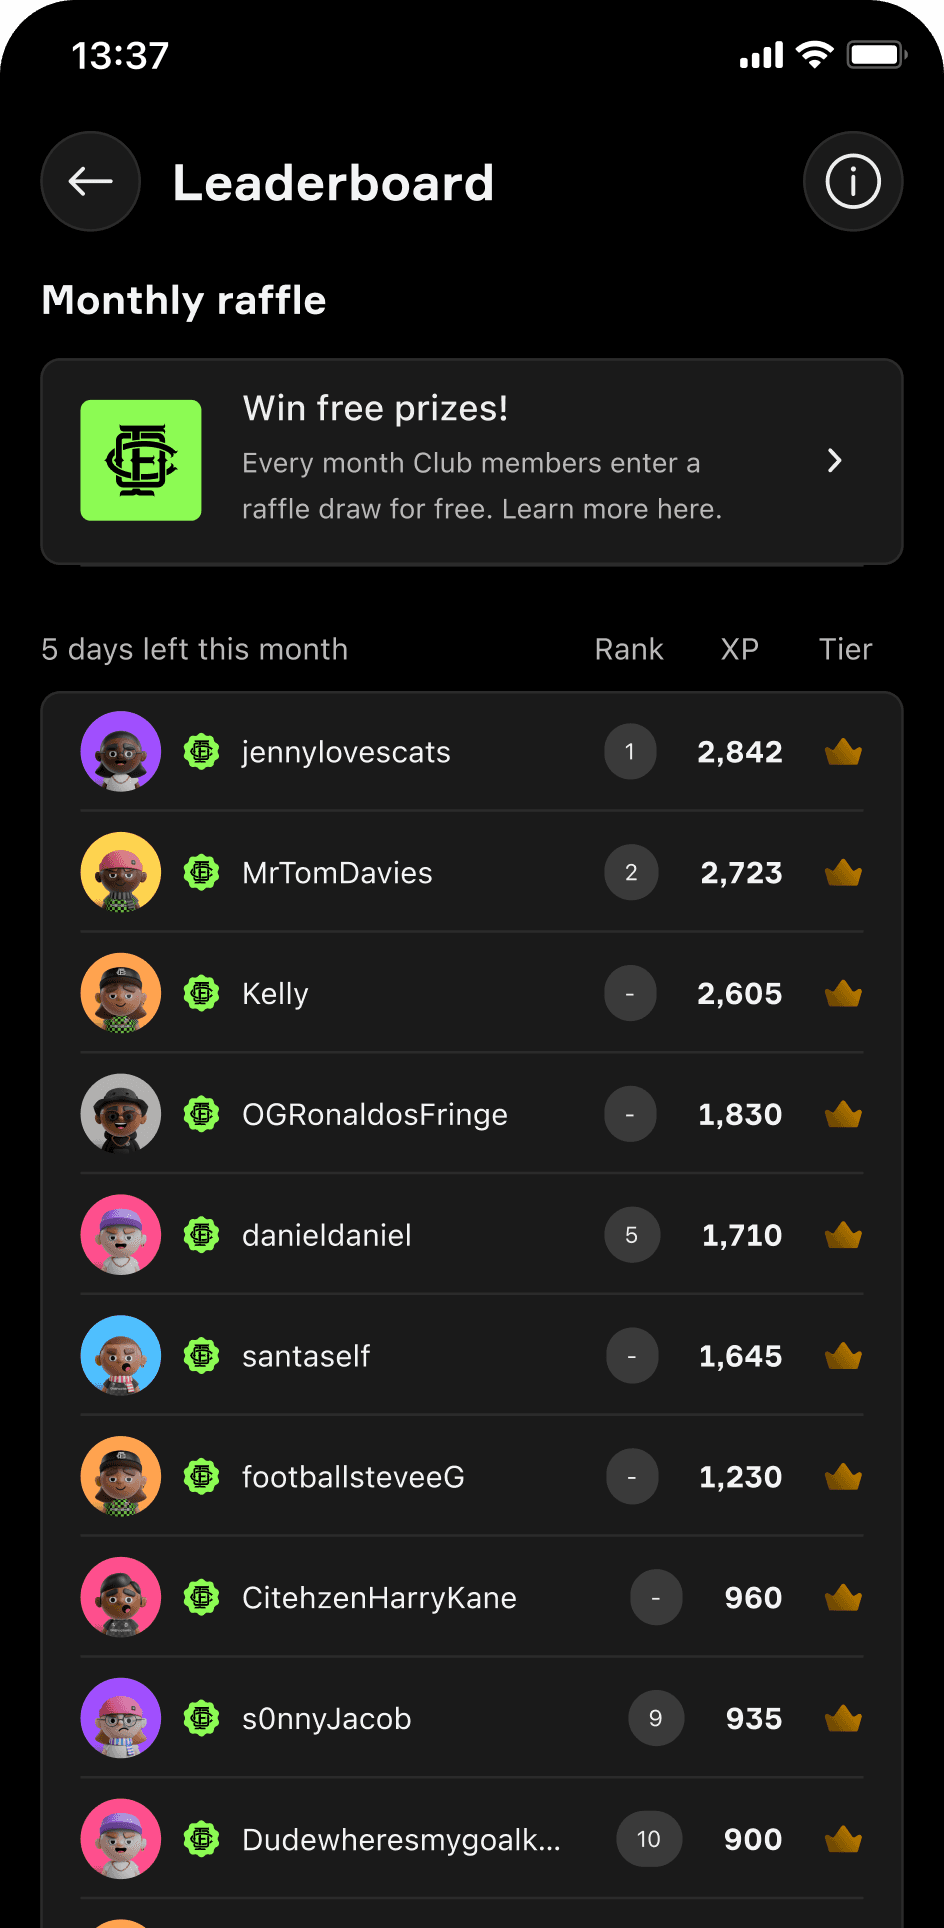 13:37
Leaderboard
Monthly raffle
Win free prizes!
Every month Club members enter a
raffle draw for free. Learn more here.
5 days left this month Rank XP Tier
jennylovescats 1 2,842
MrTomDavies 2 2,723
Kelly - 2,605
OGRonaldosFringe - 1,830
danieldaniel 5 1,710
santaself - 1,645
footballsteveeG - 1,230
CitehzenHarryKane - 960
s0nnyJacob 9 935
Dudewheresmygoalk... 10 900